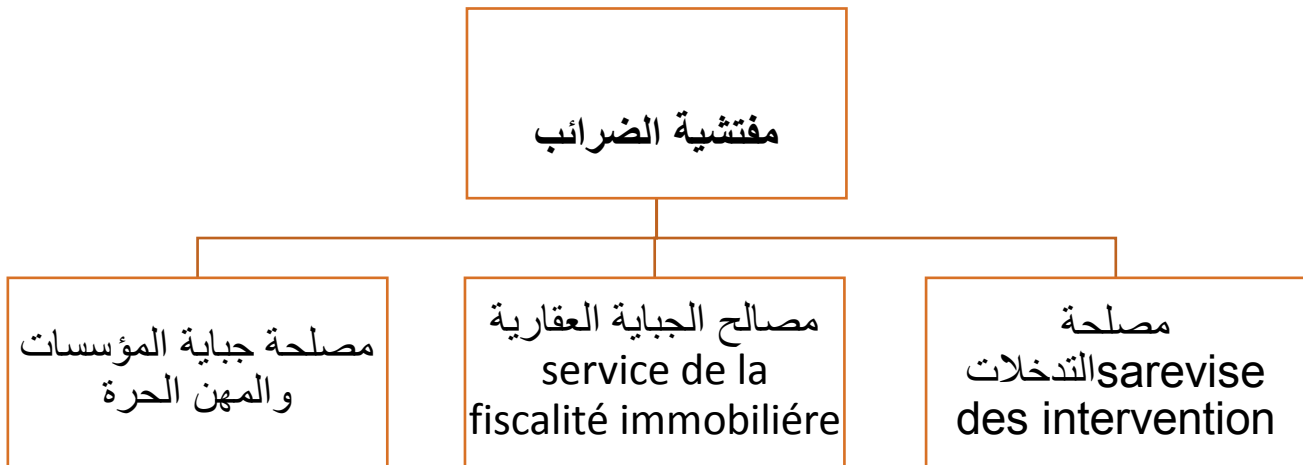 مفتشية الضرائب
مصلحة
التدخلاتsarevise
des intervention
مصالح الجباية العقارية
service de la
fiscalité immobiliére
مصلحة جباية المؤسسات
والمهن الحرة